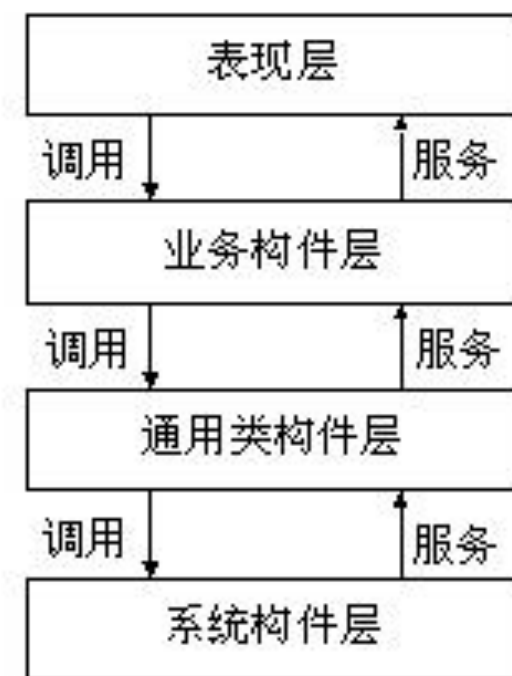 表现层
调用 服务
业务构件层
调用 服务
通用类构件层
调用 服务
系统构件层